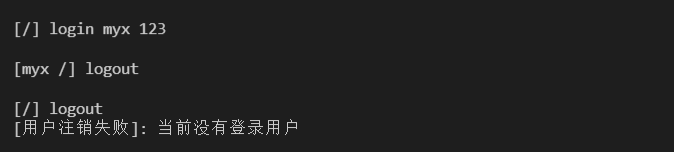 [/] login myx 123
[myx /] logout
[/] logout
[用户注销失败]: 当前没有登录用户